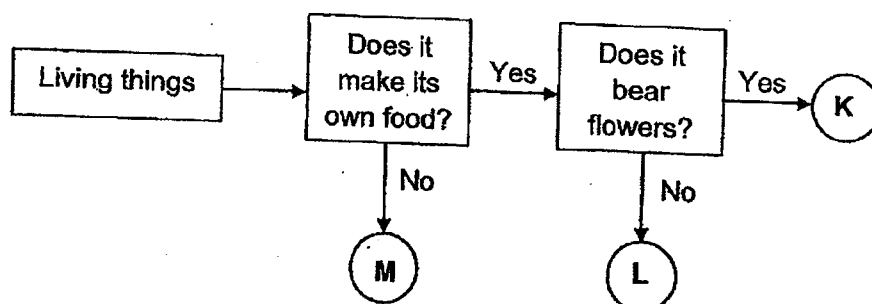 Living things
Does it
make its
own food?
Yes
Does it
bear
flowers?
Yes
K
No
No
M
L